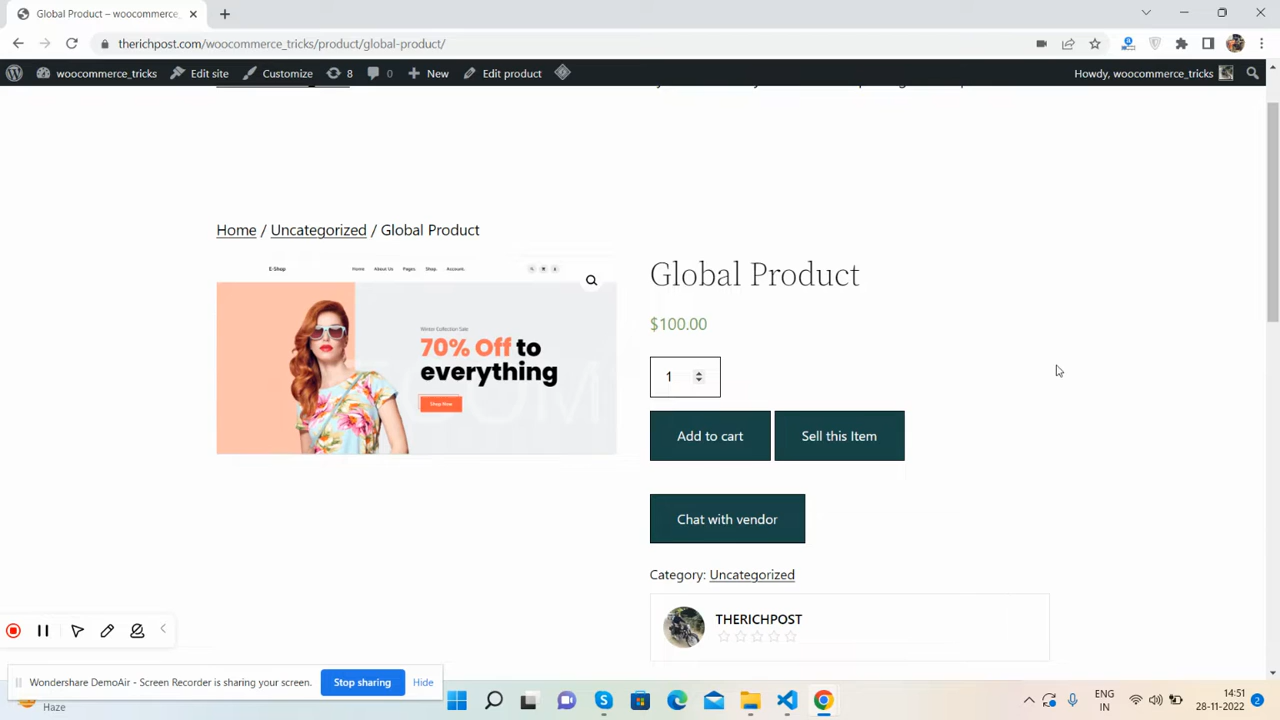 Global Product – woocommerce_
therichpost.com/woocommerce_tricks/product/global-product/
woocommerce_tricks Edit site Customize 8 0 New Edit product Howdy, woocommerce_tricks
Home / Uncategorized / Global Product
E-Shop Home About Us Pages. Shop. Account.
Winter Collection Sale
70% Off to
everything
Shop Now
Global Product
$100.00
1
Add to cart Sell this Item
Chat with vendor
Category: Uncategorized
THERICHPOST
Wondershare DemoAir - Screen Recorder is sharing your screen. Stop sharing Hide
Haze
ENG
IN
14:51
28-11-2022
2